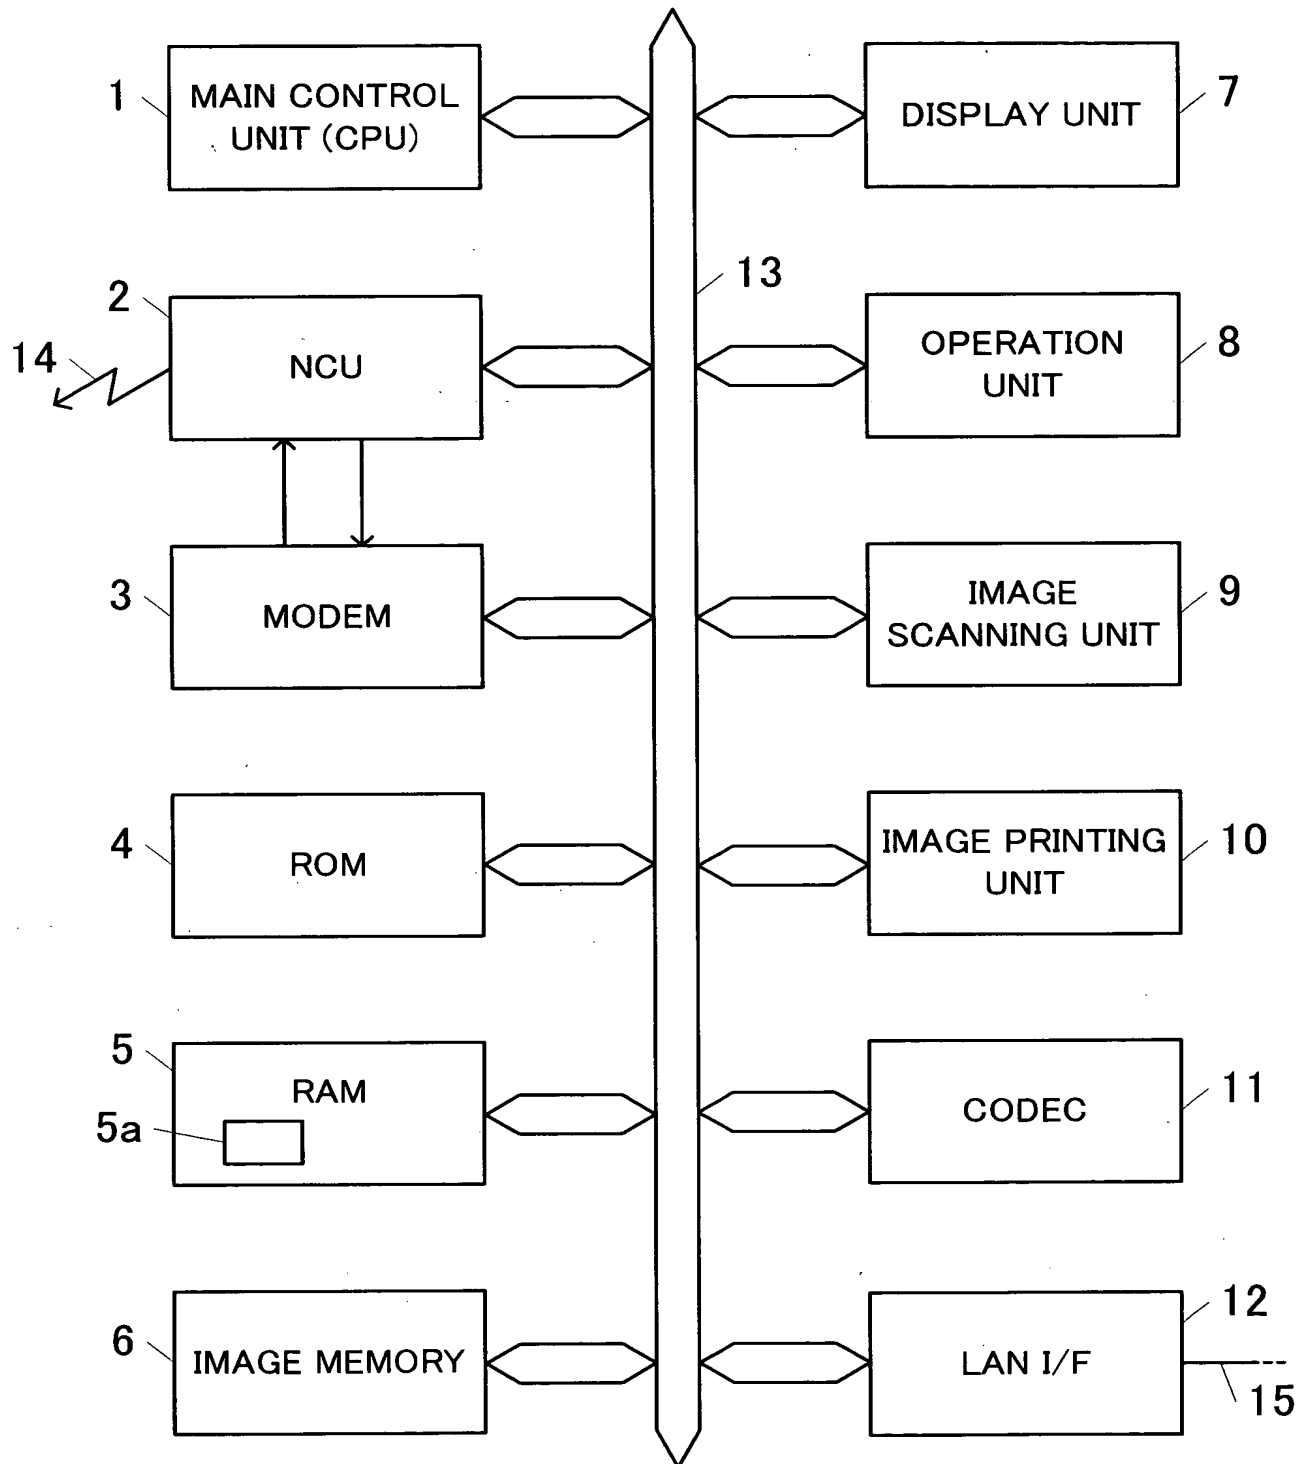 1
MAIN CONTROL
UNIT (CPU)
7
DISPLAY UNIT
13
2
NCU
14
OPERATION
UNIT
8
3
MODEM
IMAGE
SCANNING UNIT
9
4
ROM
IMAGE PRINTING
UNIT
10
5
RAM
5a
CODEC
11
6
IMAGE MEMORY
12
LAN I/F
15